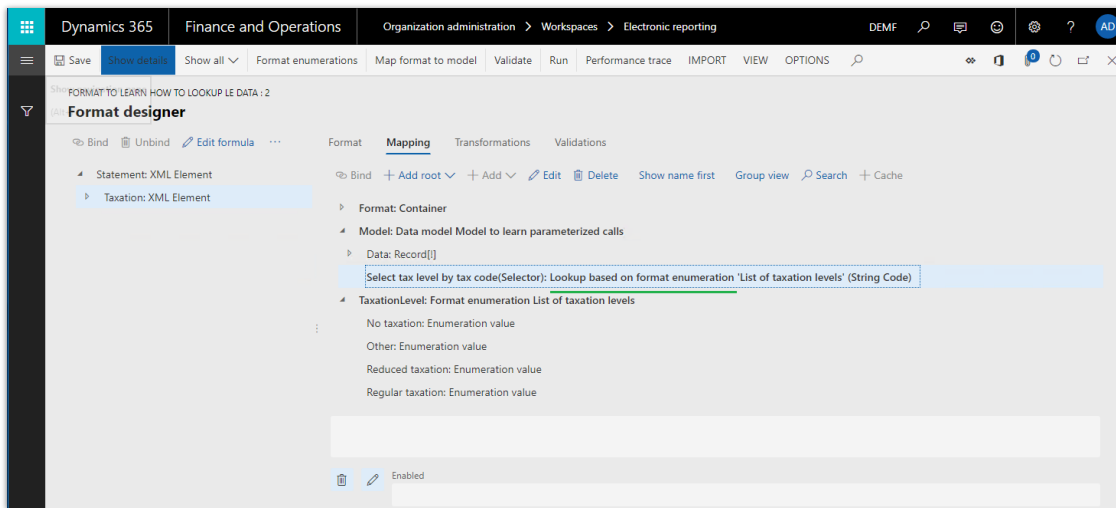 Dynamics 365 Finance and Operations Organization administration > Workspaces > Electronic reporting DEMF ? AD
Save Show details Show all Format enumerations Map format to model Validate Run Performance trace IMPORT VIEW OPTIONS 0
FORMAT TO LEARN HOW TO LOOKUP LE DATA : 2
Format designer
Bind Unbind Edit formula ... Format Mapping Transformations Validations
Statement: XML Element Bind + Add root + Add Edit Delete Show name first Group view Search + Cache
Taxation: XML Element
Format: Container
Model: Data model Model to learn parameterized calls
Data: Record[!]
Select tax level by tax code(Selector): Lookup based on format enumeration 'List of taxation levels' (String Code)
TaxationLevel: Format enumeration List of taxation levels
No taxation: Enumeration value
Other: Enumeration value
Reduced taxation: Enumeration value
Regular taxation: Enumeration value
Enabled